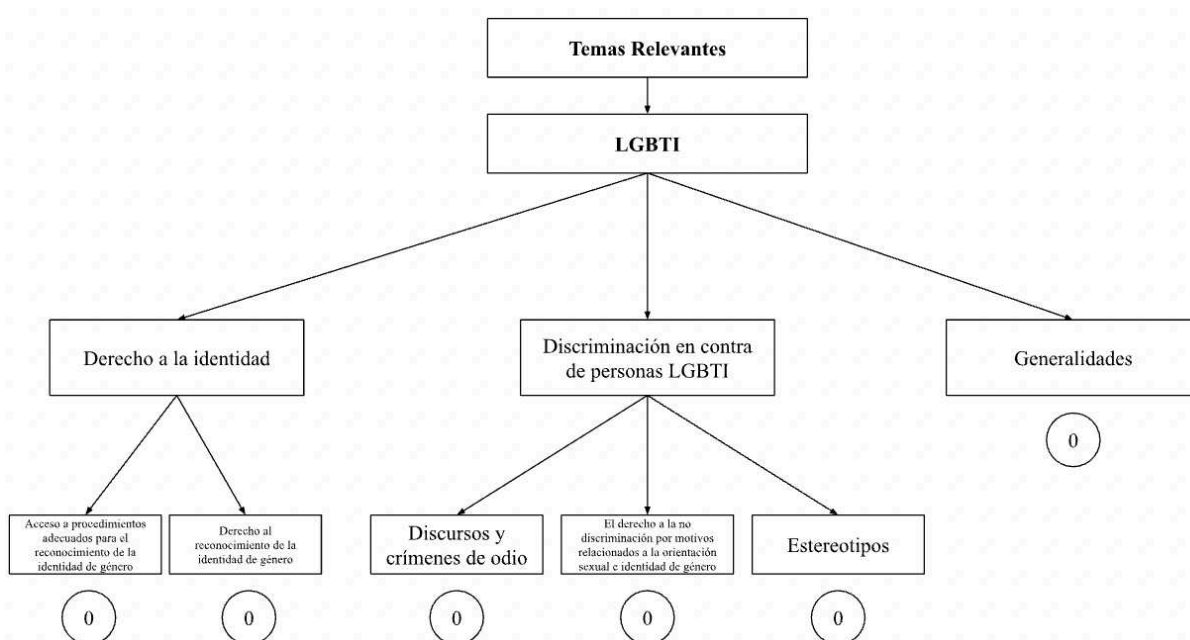 Temas Relevantes
LGBTI
Derecho a la identidad
Discriminación en contra
de personas LGBTI
Generalidades
0
Acceso a procedimientos
adecuados para el
reconocimiento de la
identidad de género
Derecho al
reconocimiento de la
identidad de género
Discursos y
crímenes de odio
El derecho a la no
discriminación por motivos
relacionados a la orientación
sexual e identidad de género
Estereotipos
0
0
0
0
0